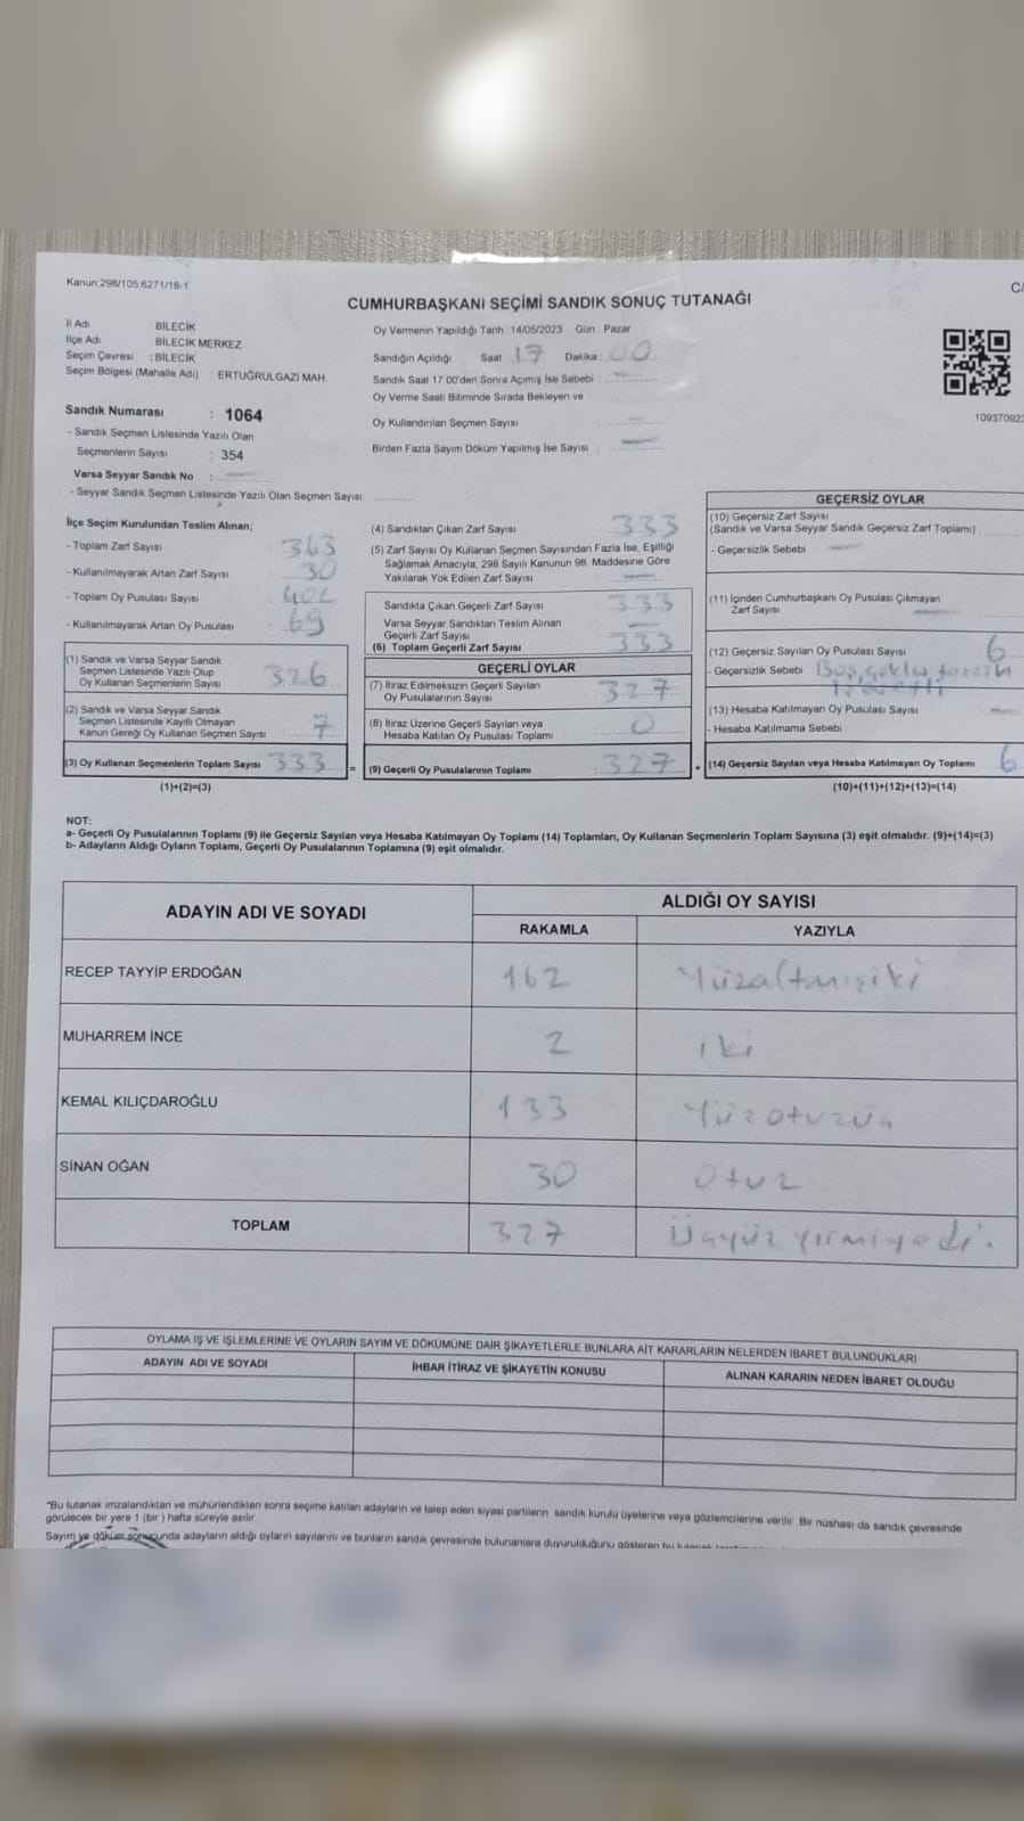 Kanun:298/105;6271/18-1
CUMHURBAŞKANI SEÇİMİ SANDIK SONUÇ TUTANAĞI
İl Adı BİLECİK
İlçe Adı BİLECİK MERKEZ
Seçim Çevresi : BİLECİK
Seçim Bölgesi (Mahalle Adı) : ERTUĞRULGAZİ MAH.
Sandık Numarası : 1064
- Sandık Seçmen Listesinde Yazılı Olan
Seçmenlerin Sayısı : 354
Varsa Seyyar Sandık No :
- Seyyar Sandık Seçmen Listesinde Yazılı Olan Seçmen Sayısı
Oy Vermenin Yapıldığı Tarih 14/05/2023 Gün Pazar
Sandığın Açıldığı Saat 17 Dakika : 00
Sandık Saat 17:00'den Sonra Açılmış İse Sebebi :
Oy Verme Saati Bitiminde Sırada Bekleyen ve
Oy Kullandırılan Seçmen Sayısı
Birden Fazla Sayım Döküm Yapılmış İse Sayısı
10937092
İlçe Seçim Kurulundan Teslim Alınan;
- Toplam Zarf Sayısı 363
- Kullanılmayarak Artan Zarf Sayısı 30
- Toplam Oy Pusulası Sayısı 402
- Kullanılmayarak Artan Oy Pusulası 69
(1) Sandık ve Varsa Seyyar Sandık
Seçmen Listesinde Yazılı Olup
Oy Kullanan Seçmenlerin Sayısı 326
(2) Sandık ve Varsa Seyyar Sandık
Seçmen Listesinde Kayıtlı Olmayan
Kanun Gereği Oy Kullanan Seçmen Sayısı 7
(3) Oy Kullanan Seçmenlerin Toplam Sayısı 333
(1)+(2)=(3)
(4) Sandıktan Çıkan Zarf Sayısı 333
(5) Zarf Sayısı Oy Kullanan Seçmen Sayısından Fazla İse, Eşitliği
Sağlamak Amacıyla, 298 Sayılı Kanunun 98. Maddesine Göre
Yakılarak Yok Edilen Zarf Sayısı
Sandıkta Çıkan Geçerli Zarf Sayısı 333
Varsa Seyyar Sandıktan Teslim Alınan
Geçerli Zarf Sayısı
(6) Toplam Geçerli Zarf Sayısı 333
GEÇERLİ OYLAR
(7) İtiraz Edilmeksizin Geçerli Sayılan
Oy Pusulalarının Sayısı 327
(8) İtiraz Üzerine Geçerli Sayılan veya
Hesaba Katılan Oy Pusulası Toplamı 0
= (9) Geçerli Oy Pusulalarının Toplamı 327
GEÇERSİZ OYLAR
(10) Geçersiz Zarf Sayısı
(Sandık ve Varsa Seyyar Sandık Geçersiz Zarf Toplamı)
- Geçersizlik Sebebi
(11) İçinden Cumhurbaşkanı Oy Pusulası Çıkmayan
Zarf Sayısı
(12) Geçersiz Sayılan Oy Pusulası Sayısı 6
- Geçersizlik Sebebi Boş, çoklu
(13) Hesaba Katılmayan Oy Pusulası Sayısı
- Hesaba Katılmama Sebebi
+ (14) Geçersiz Sayılan veya Hesaba Katılmayan Oy Toplamı 6
(10)+(11)+(12)+(13)=(14)
NOT:
a- Geçerli Oy Pusulalarının Toplamı (9) ile Geçersiz Sayılan veya Hesaba Katılmayan Oy Toplamı (14) Toplamları, Oy Kullanan Seçmenlerin Toplam Sayısına (3) eşit olmalıdır. (9)+(14)=(3)
b- Adayların Aldığı Oyların Toplamı, Geçerli Oy Pusulalarının Toplamına (9) eşit olmalıdır.
ADAYIN ADI VE SOYADI ALDIĞI OY SAYISI
RAKAMLA YAZIYLA
RECEP TAYYİP ERDOĞAN 162 Yüzaltmışiki
MUHARREM İNCE 2 iki
KEMAL KILIÇDAROĞLU 133 Yüzotuzüç
SİNAN OĞAN 30 Otuz
TOPLAM 327 Üçyüz yirmiyedi.
OYLAMA İŞ VE İŞLEMLERİNE VE OYLARIN SAYIM VE DÖKÜMÜNE DAİR ŞİKAYETLERLE BUNLARA AİT KARARLARIN NELERDEN İBARET BULUNDUKLARI
ADAYIN ADI VE SOYADI İHBAR İTİRAZ VE ŞİKAYETİN KONUSU ALINAN KARARIN NEDEN İBARET OLDUĞU
"Bu tutanak imzalandıktan ve mühürlendikten sonra seçime katılan adayların ve talep eden siyasi partilerin sandık kurulu üyelerine veya gözlemcilerine verilir. Bir nüshası da sandık çevresinde
görülecek bir yere 1 (bir) hafta süreyle asılır.
Sayım ve döküm sonucunda adayların aldığı oyların sayılarını ve bunların sandık çevresinde bulunanlara duyurulduğunu gösteren bu